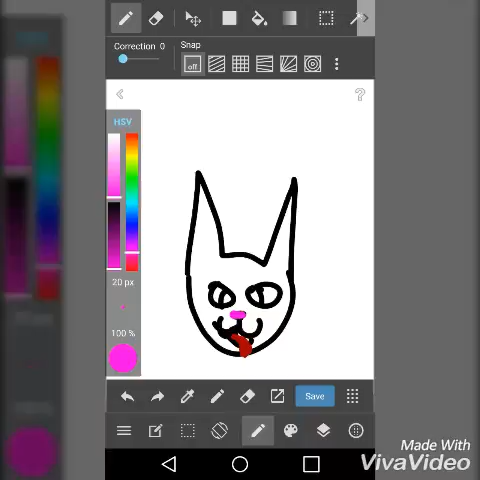 Correction 0
Snap
off
HSV
20 px
100 %
Save
Made With
VivaVideo